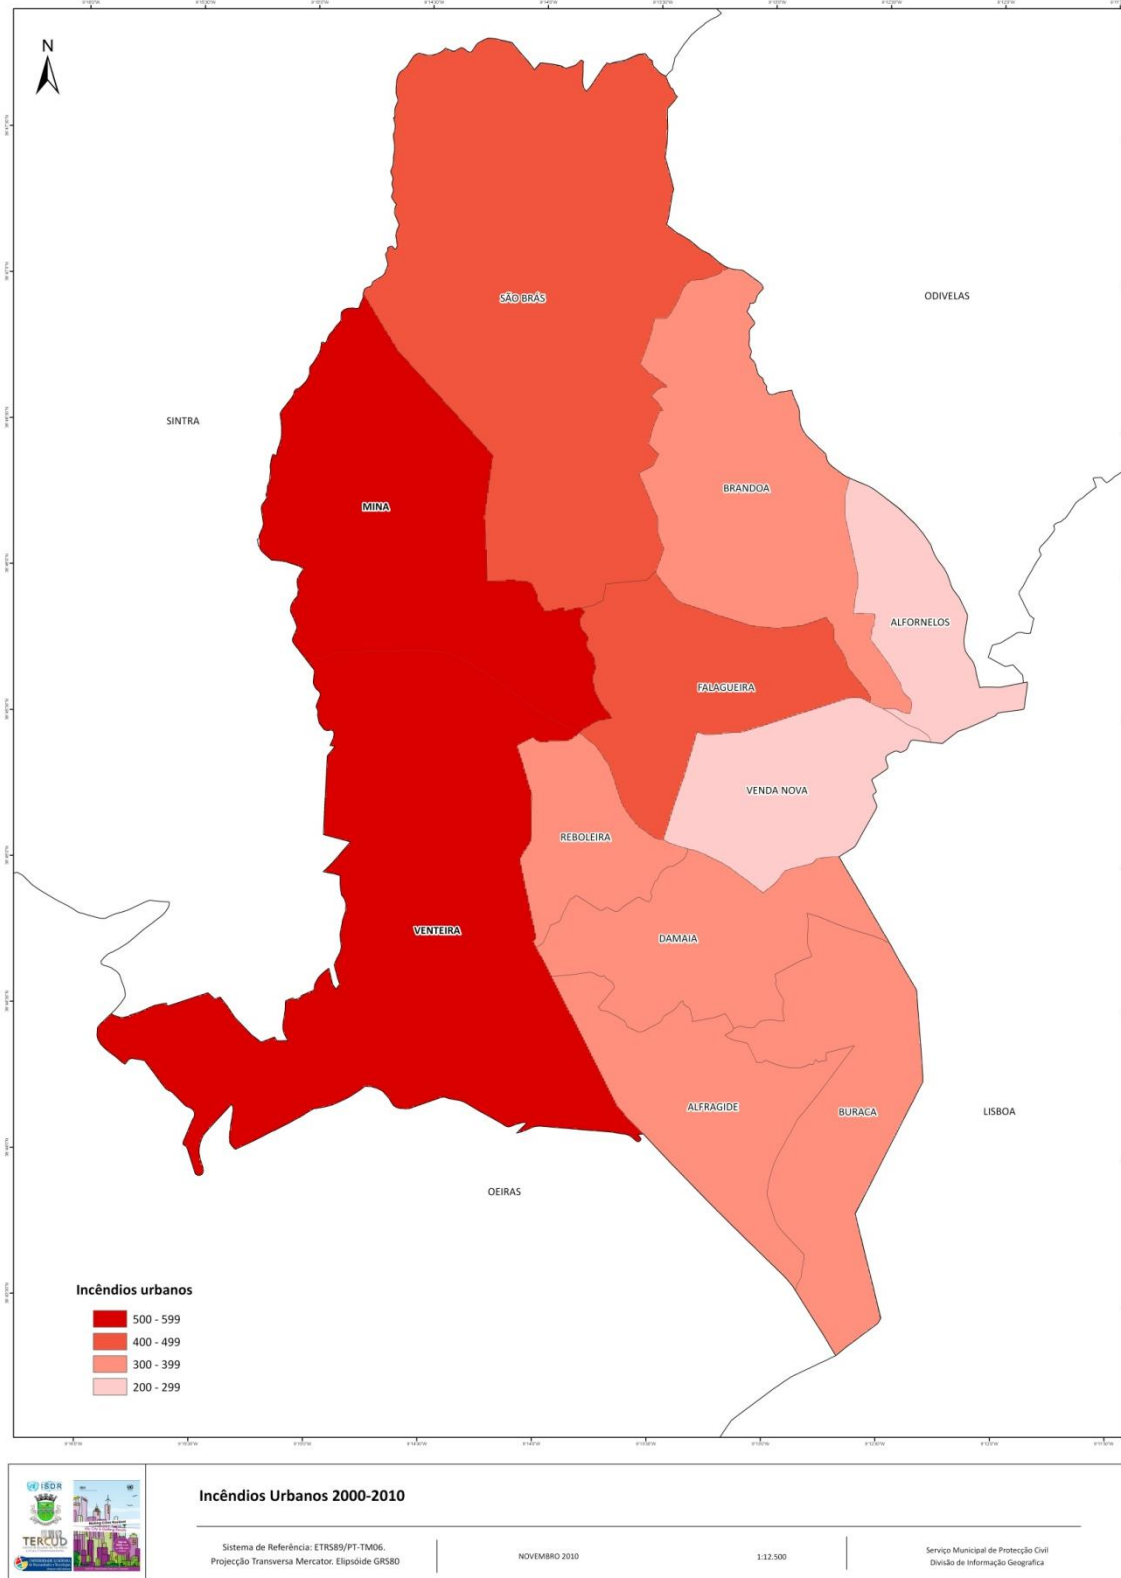 N
SÃO BRÁS
ODIVELAS
SINTRA
BRANDOA
MINA
ALFORNELOS
FALAGUEIRA
VENDA NOVA
REBOLEIRA
VENTEIRA
DAMAIA
ALFRAGIDE
BURACA
LISBOA
OEIRAS
Incêndios urbanos
500 - 599
400 - 499
300 - 399
200 - 299
ISDR
TERCUD
Incêndios Urbanos 2000-2010
Sistema de Referência: ETRS89/PT-TM06.
Projecção Transversa Mercator. Elipsóide GRS80
NOVEMBRO 2010
1:12.500
Serviço Municipal de Protecção Civil
Divisão de Informação Geografica